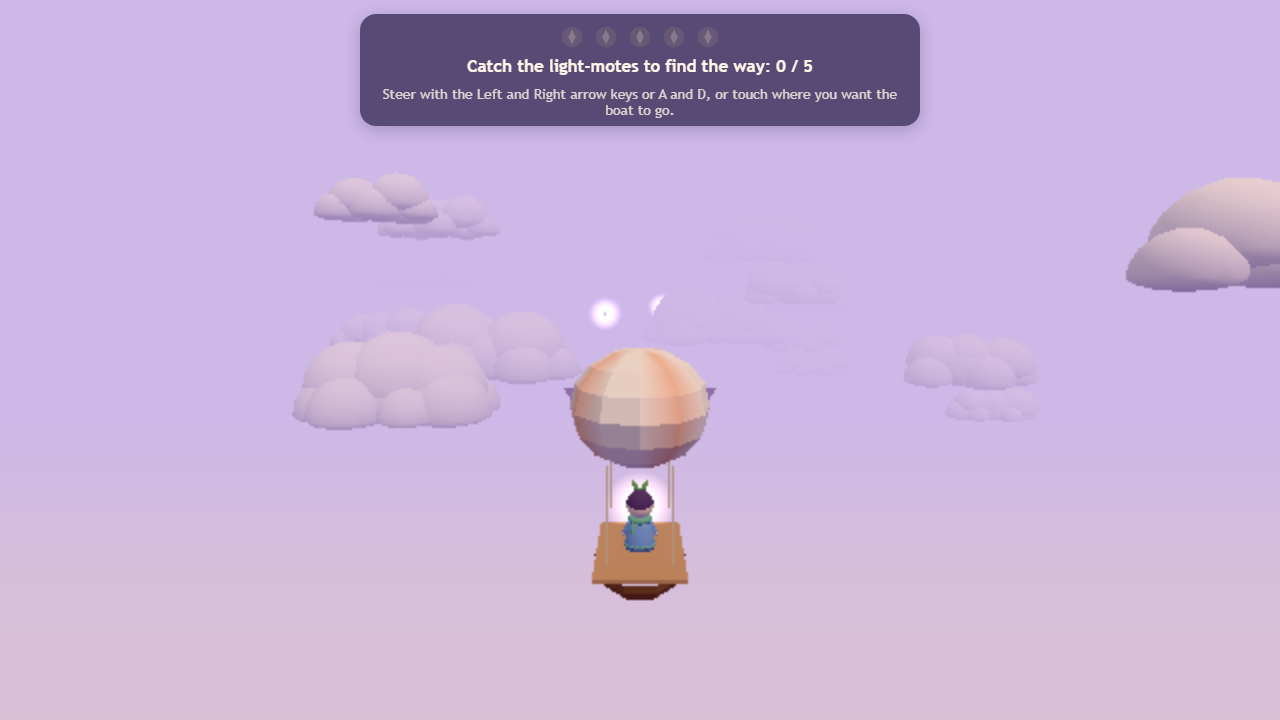 Catch the light-motes to find the way: 0 / 5
Steer with the Left and Right arrow keys or A and D, or touch where you want the
boat to go.